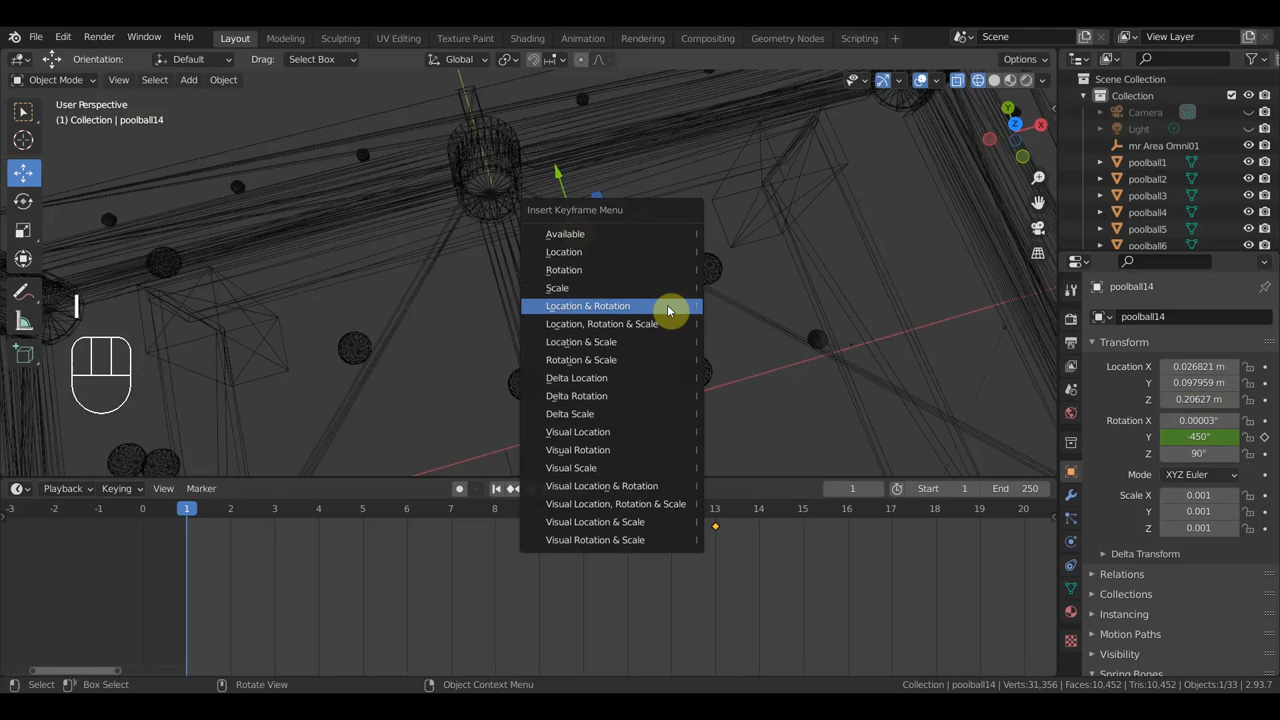 File Edit Render Window Help Layout Modeling Sculpting UV Editing Texture Paint Shading Animation Rendering Compositing Geometry Nodes Scripting + Scene View Layer
Orientation: Default Drag: Select Box Global Options
Object Mode View Select Add Object
User Perspective
(1) Collection | poolball14
X
Y
Z
Scene Collection
Collection
Camera
Light
mr Area Omni01
poolball1
poolball2
poolball3
poolball4
poolball5
poolball6
Insert Keyframe Menu
Available I
Location I
Rotation I
Scale I
Location & Rotation I
Location, Rotation & Scale I
Location & Scale I
Rotation & Scale I
Delta Location I
Delta Rotation I
Delta Scale I
Visual Location I
Visual Rotation I
Visual Scale I
Visual Location & Rotation I
Visual Location, Rotation & Scale I
Visual Location & Scale I
Visual Rotation & Scale I
I
poolball14
poolball14
Transform
Location X 0.026821 m
Y 0.097959 m
Z 0.20627 m
Rotation X 0.00003°
Y -450°
Z 90°
Mode XYZ Euler
Scale X 0.001
Y 0.001
Z 0.001
Delta Transform
Relations
Collections
Instancing
Motion Paths
Visibility
Spring Bones
Playback Keying View Marker 1 Start 1 End 250
-3 -2 -1 0 1 2 3 4 5 6 7 8 13 14 15 16 17 18 19 20
Select Box Select Rotate View Object Context Menu Collection | poolball14 | Verts:31,356 | Faces:10,452 | Tris:10,452 | Objects:1/33 | 2.93.7